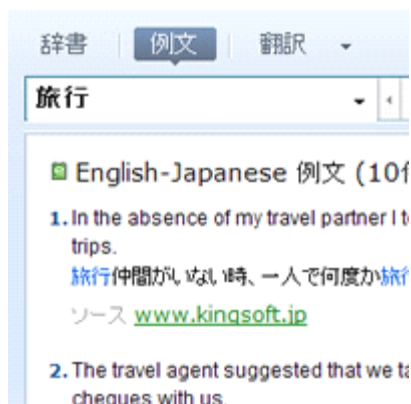 辞書 例文 翻訳
旅行
English-Japanese 例文 (10
1. In the absence of my travel partner I
trips.
旅行仲間がいない時、一人で何度か旅行
ソース www.kingsoft.jp
2. The travel agent suggested that we
cheques with us.